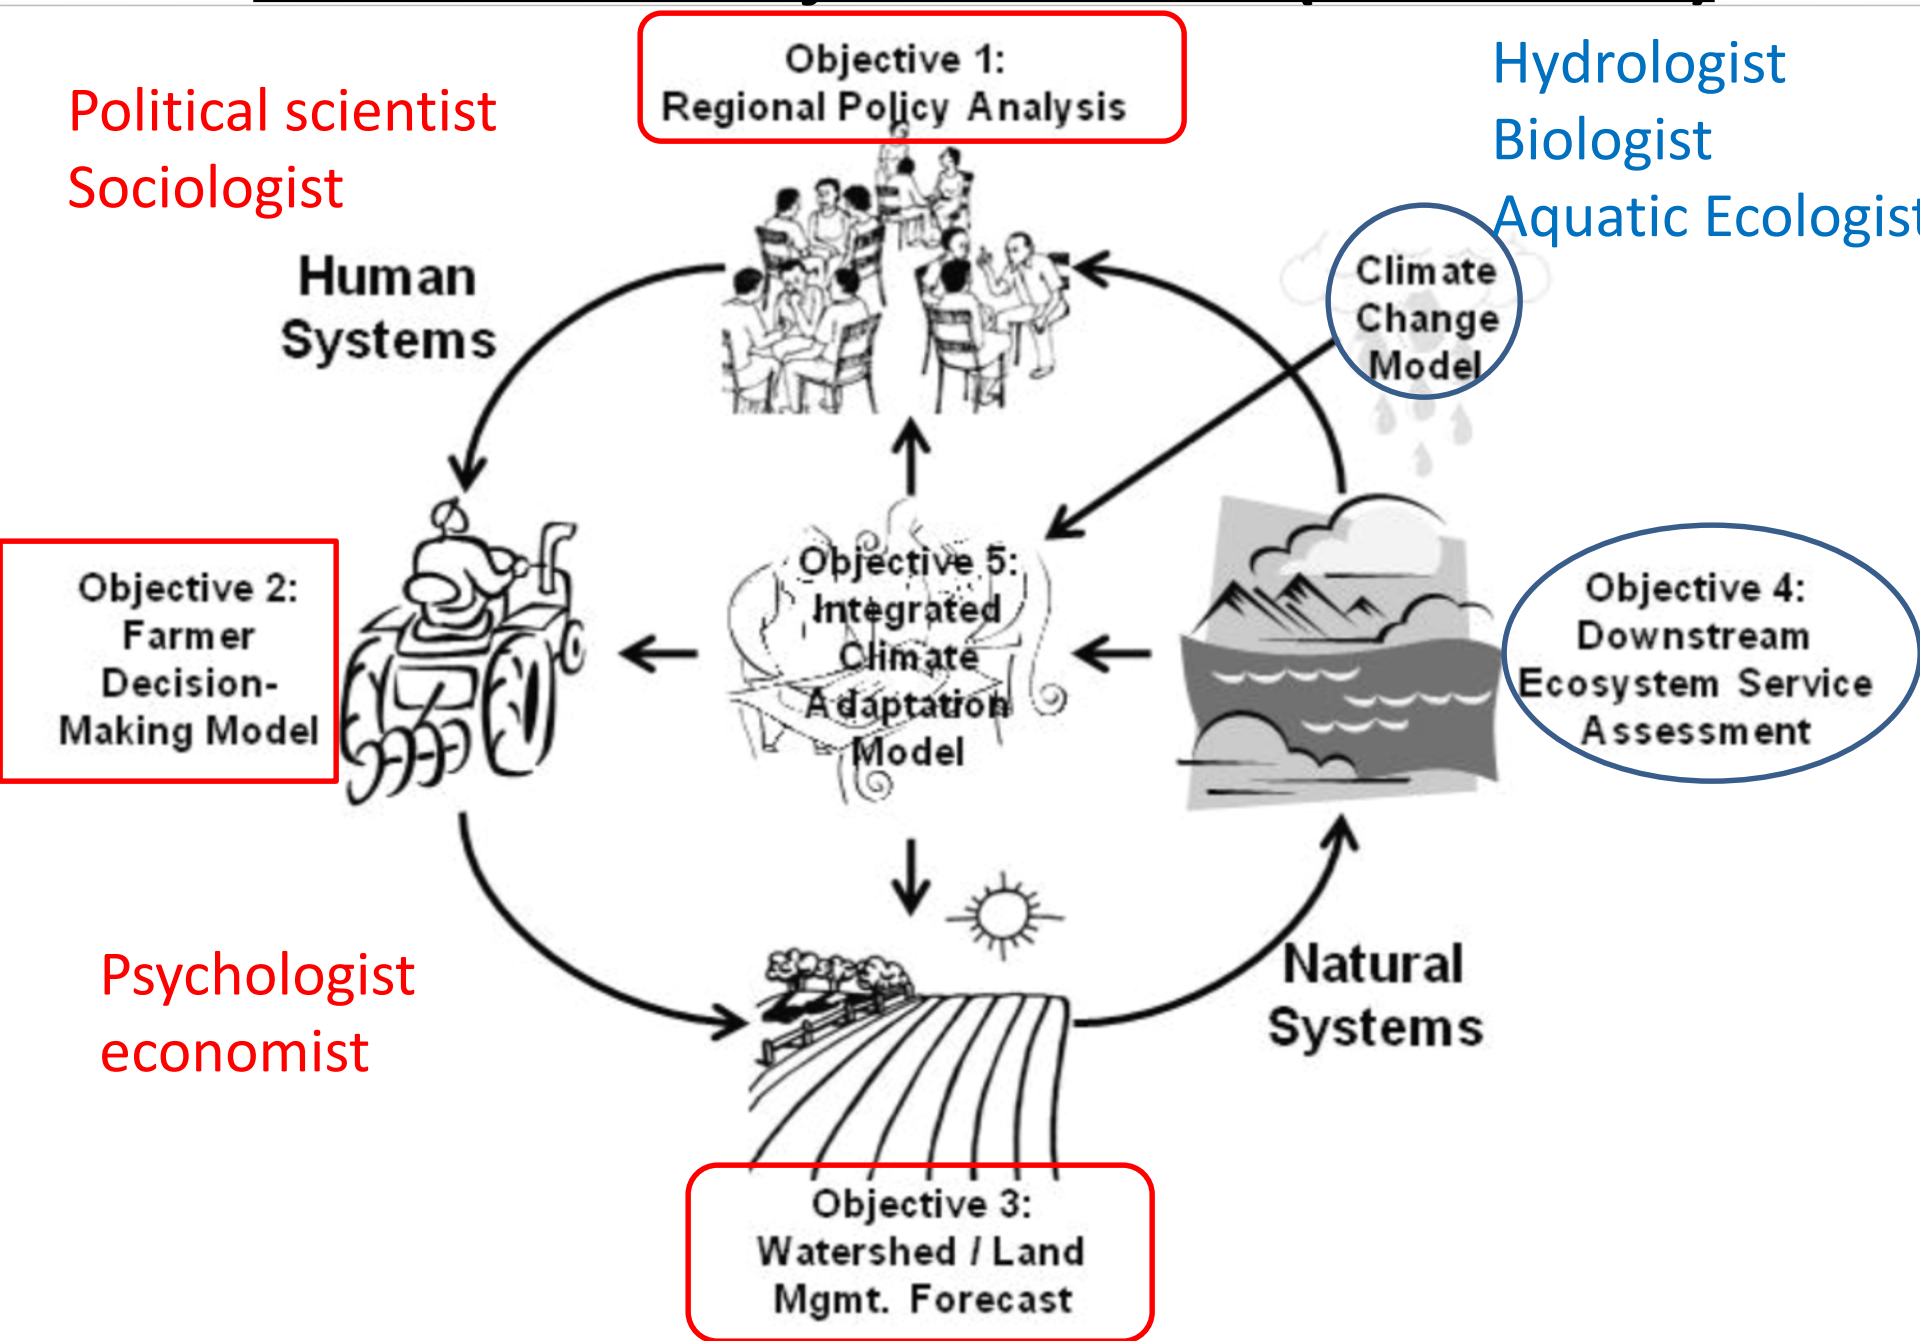 Objective 1:
Regional Policy Analysis
Political scientist
Sociologist
Hydrologist
Biologist
Aquatic Ecologist
Human
Systems
Climate
Change
Model
Objective 2:
Farmer
Decision-
Making Model
Objective 5:
Integrated
Climate
Adaptation
Model
Objective 4:
Downstream
Ecosystem Service
Assessment
Psychologist
economist
Natural
Systems
Objective 3:
Watershed / Land
Mgmt. Forecast